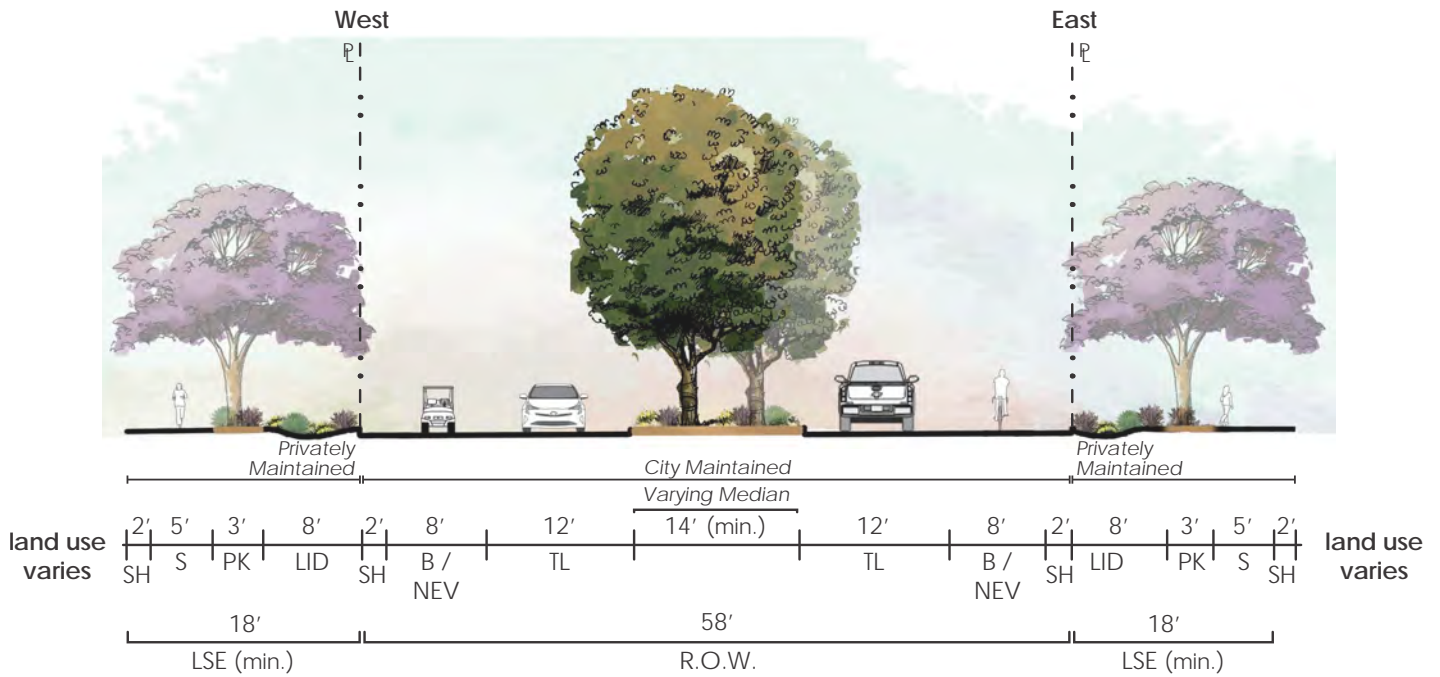 West
East
PL
PL
Privately
Maintained
City Maintained
Privately
Maintained
Varying Median
land use
varies
2' 5' 3' 8' 2' 8' 12' 14' (min.) 12' 8' 2' 8' 3' 5' 2'
SH S PK LID SH B / NEV TL TL B / NEV SH LID PK S SH
land use
varies
18'
58'
18'
LSE (min.)
R.O.W.
LSE (min.)